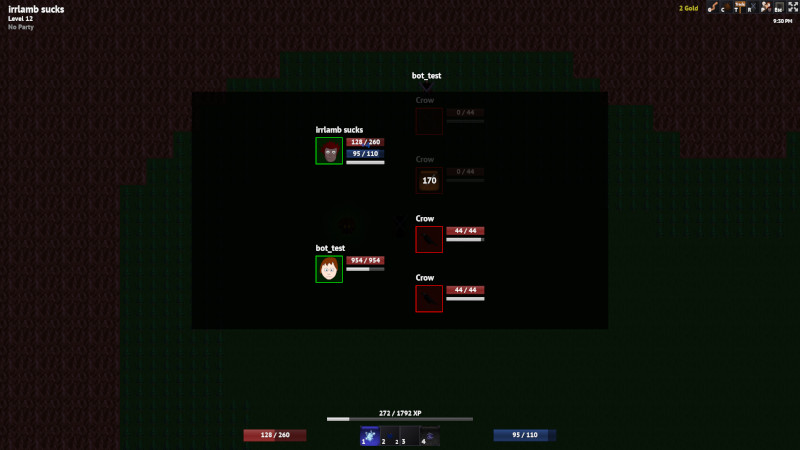 irrlamb sucks
Level 12
No Party
2 Gold
B
C
T
R
P
Esc
9:30 PM
bot_test
Crow
0 / 44
irrlamb sucks
128 / 260
95 / 110
Crow
0 / 44
170
Crow
44 / 44
bot_test
954 / 954
Crow
44 / 44
272 / 1792 XP
128 / 260
1
2
2
3
4
95 / 110